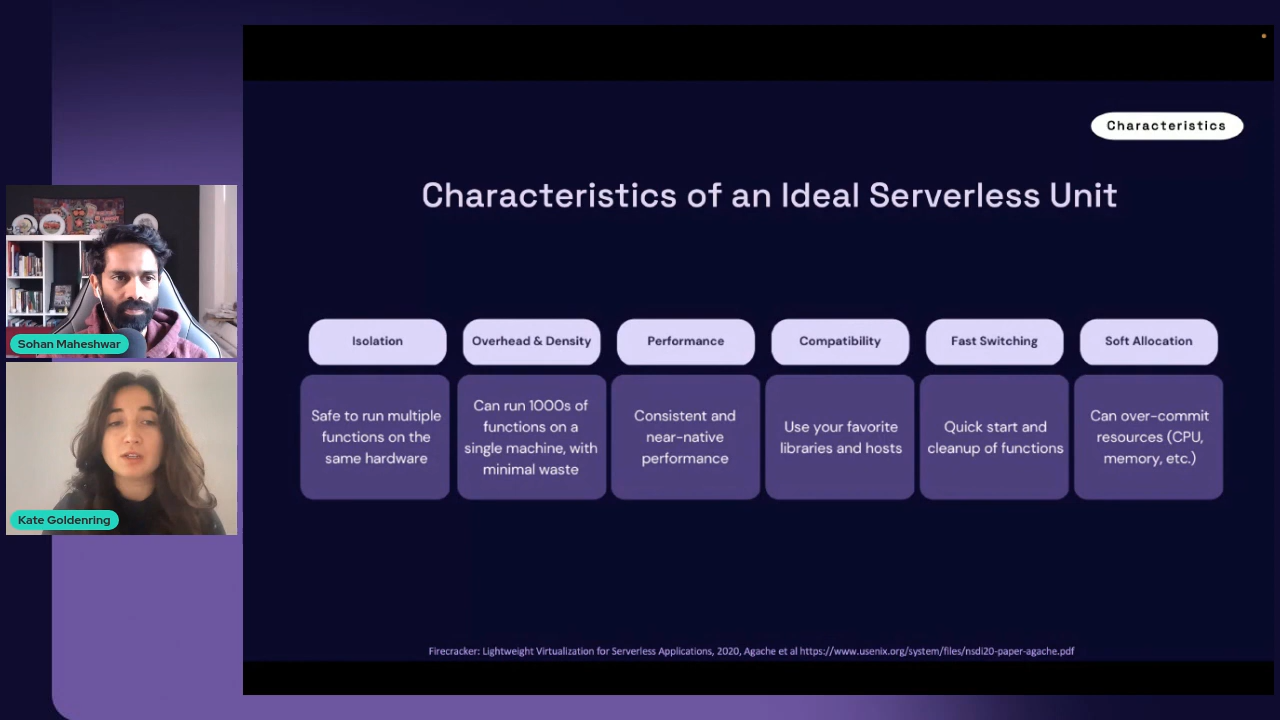 Characteristics
Characteristics of an Ideal Serverless Unit
Isolation
Safe to run multiple
functions on the
same hardware
Overhead & Density
Can run 1000s of
functions on a
single machine, with
minimal waste
Performance
Consistent and
near-native
performance
Compatibility
Use your favorite
libraries and hosts
Fast Switching
Quick start and
cleanup of functions
Soft Allocation
Can over-commit
resources (CPU,
memory, etc.)
Firecracker: Lightweight Virtualization for Serverless Applications, 2020, Agache et al https://www.usenix.org/system/files/nsdi20-paper-agache.pdf
Sohan Maheshwar
Kate Goldenring